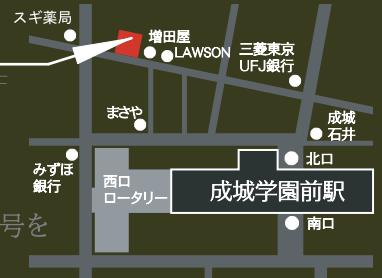 スギ薬局
増田屋
LAWSON
三菱東京
UFJ銀行
まさや
成城
石井
みずほ
銀行
西口
ロータリー
北口
成城学園前駅
南口
号を